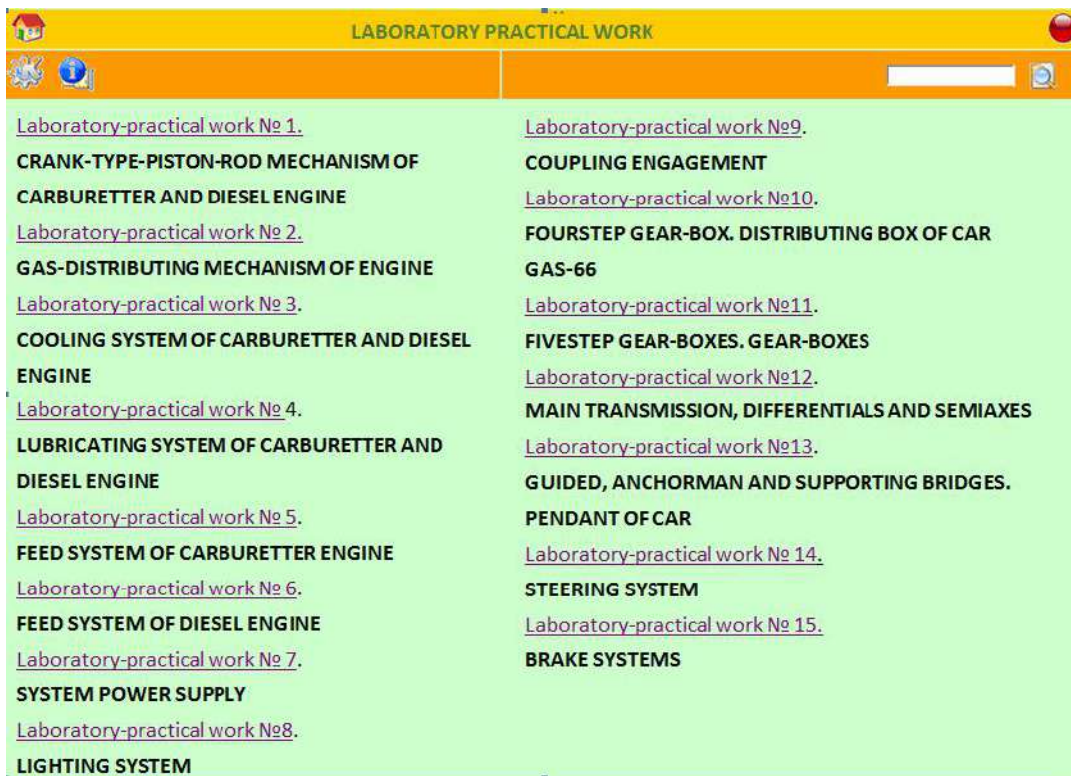 LABORATORY PRACTICAL WORK
Laboratory-practical work № 1.
CRANK-TYPE-PISTON-ROD MECHANISM OF
CARBURETTER AND DIESEL ENGINE
Laboratory-practical work № 2.
GAS-DISTRIBUTING MECHANISM OF ENGINE
Laboratory-practical work № 3.
COOLING SYSTEM OF CARBURETTER AND DIESEL
ENGINE
Laboratory-practical work № 4.
LUBRICATING SYSTEM OF CARBURETTER AND
DIESEL ENGINE
Laboratory-practical work № 5.
FEED SYSTEM OF CARBURETTER ENGINE
Laboratory-practical work № 6.
FEED SYSTEM OF DIESEL ENGINE
Laboratory-practical work № 7.
SYSTEM POWER SUPPLY
Laboratory-practical work №8.
LIGHTING SYSTEM
Laboratory-practical work №9.
COUPLING ENGAGEMENT
Laboratory-practical work №10.
FOURSTEP GEAR-BOX. DISTRIBUTING BOX OF CAR
GAS-66
Laboratory-practical work №11.
FIVESTEP GEAR-BOXES. GEAR-BOXES
Laboratory-practical work №12.
MAIN TRANSMISSION, DIFFERENTIALS AND SEMIAXES
Laboratory-practical work №13.
GUIDED, ANCHORMAN AND SUPPORTING BRIDGES.
PENDANT OF CAR
Laboratory-practical work № 14.
STEERING SYSTEM
Laboratory-practical work № 15.
BRAKE SYSTEMS